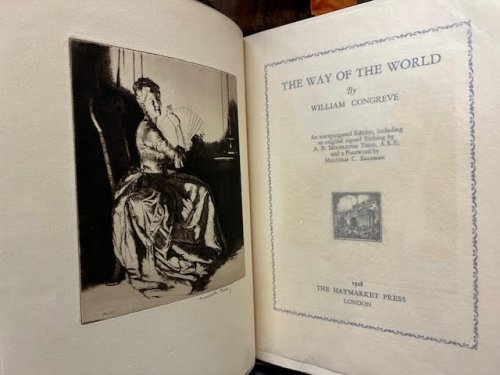 THE WAY OF THE WORLD
By
WILLIAM CONGREVE
An unexpurgated Edition, including
an original signed Etching by
A. R. MIDDLETON TODD, A.R.E.
and a Foreword by
MALCOLM C. SALAMAN
1928
THE HAYMARKET PRESS
LONDON